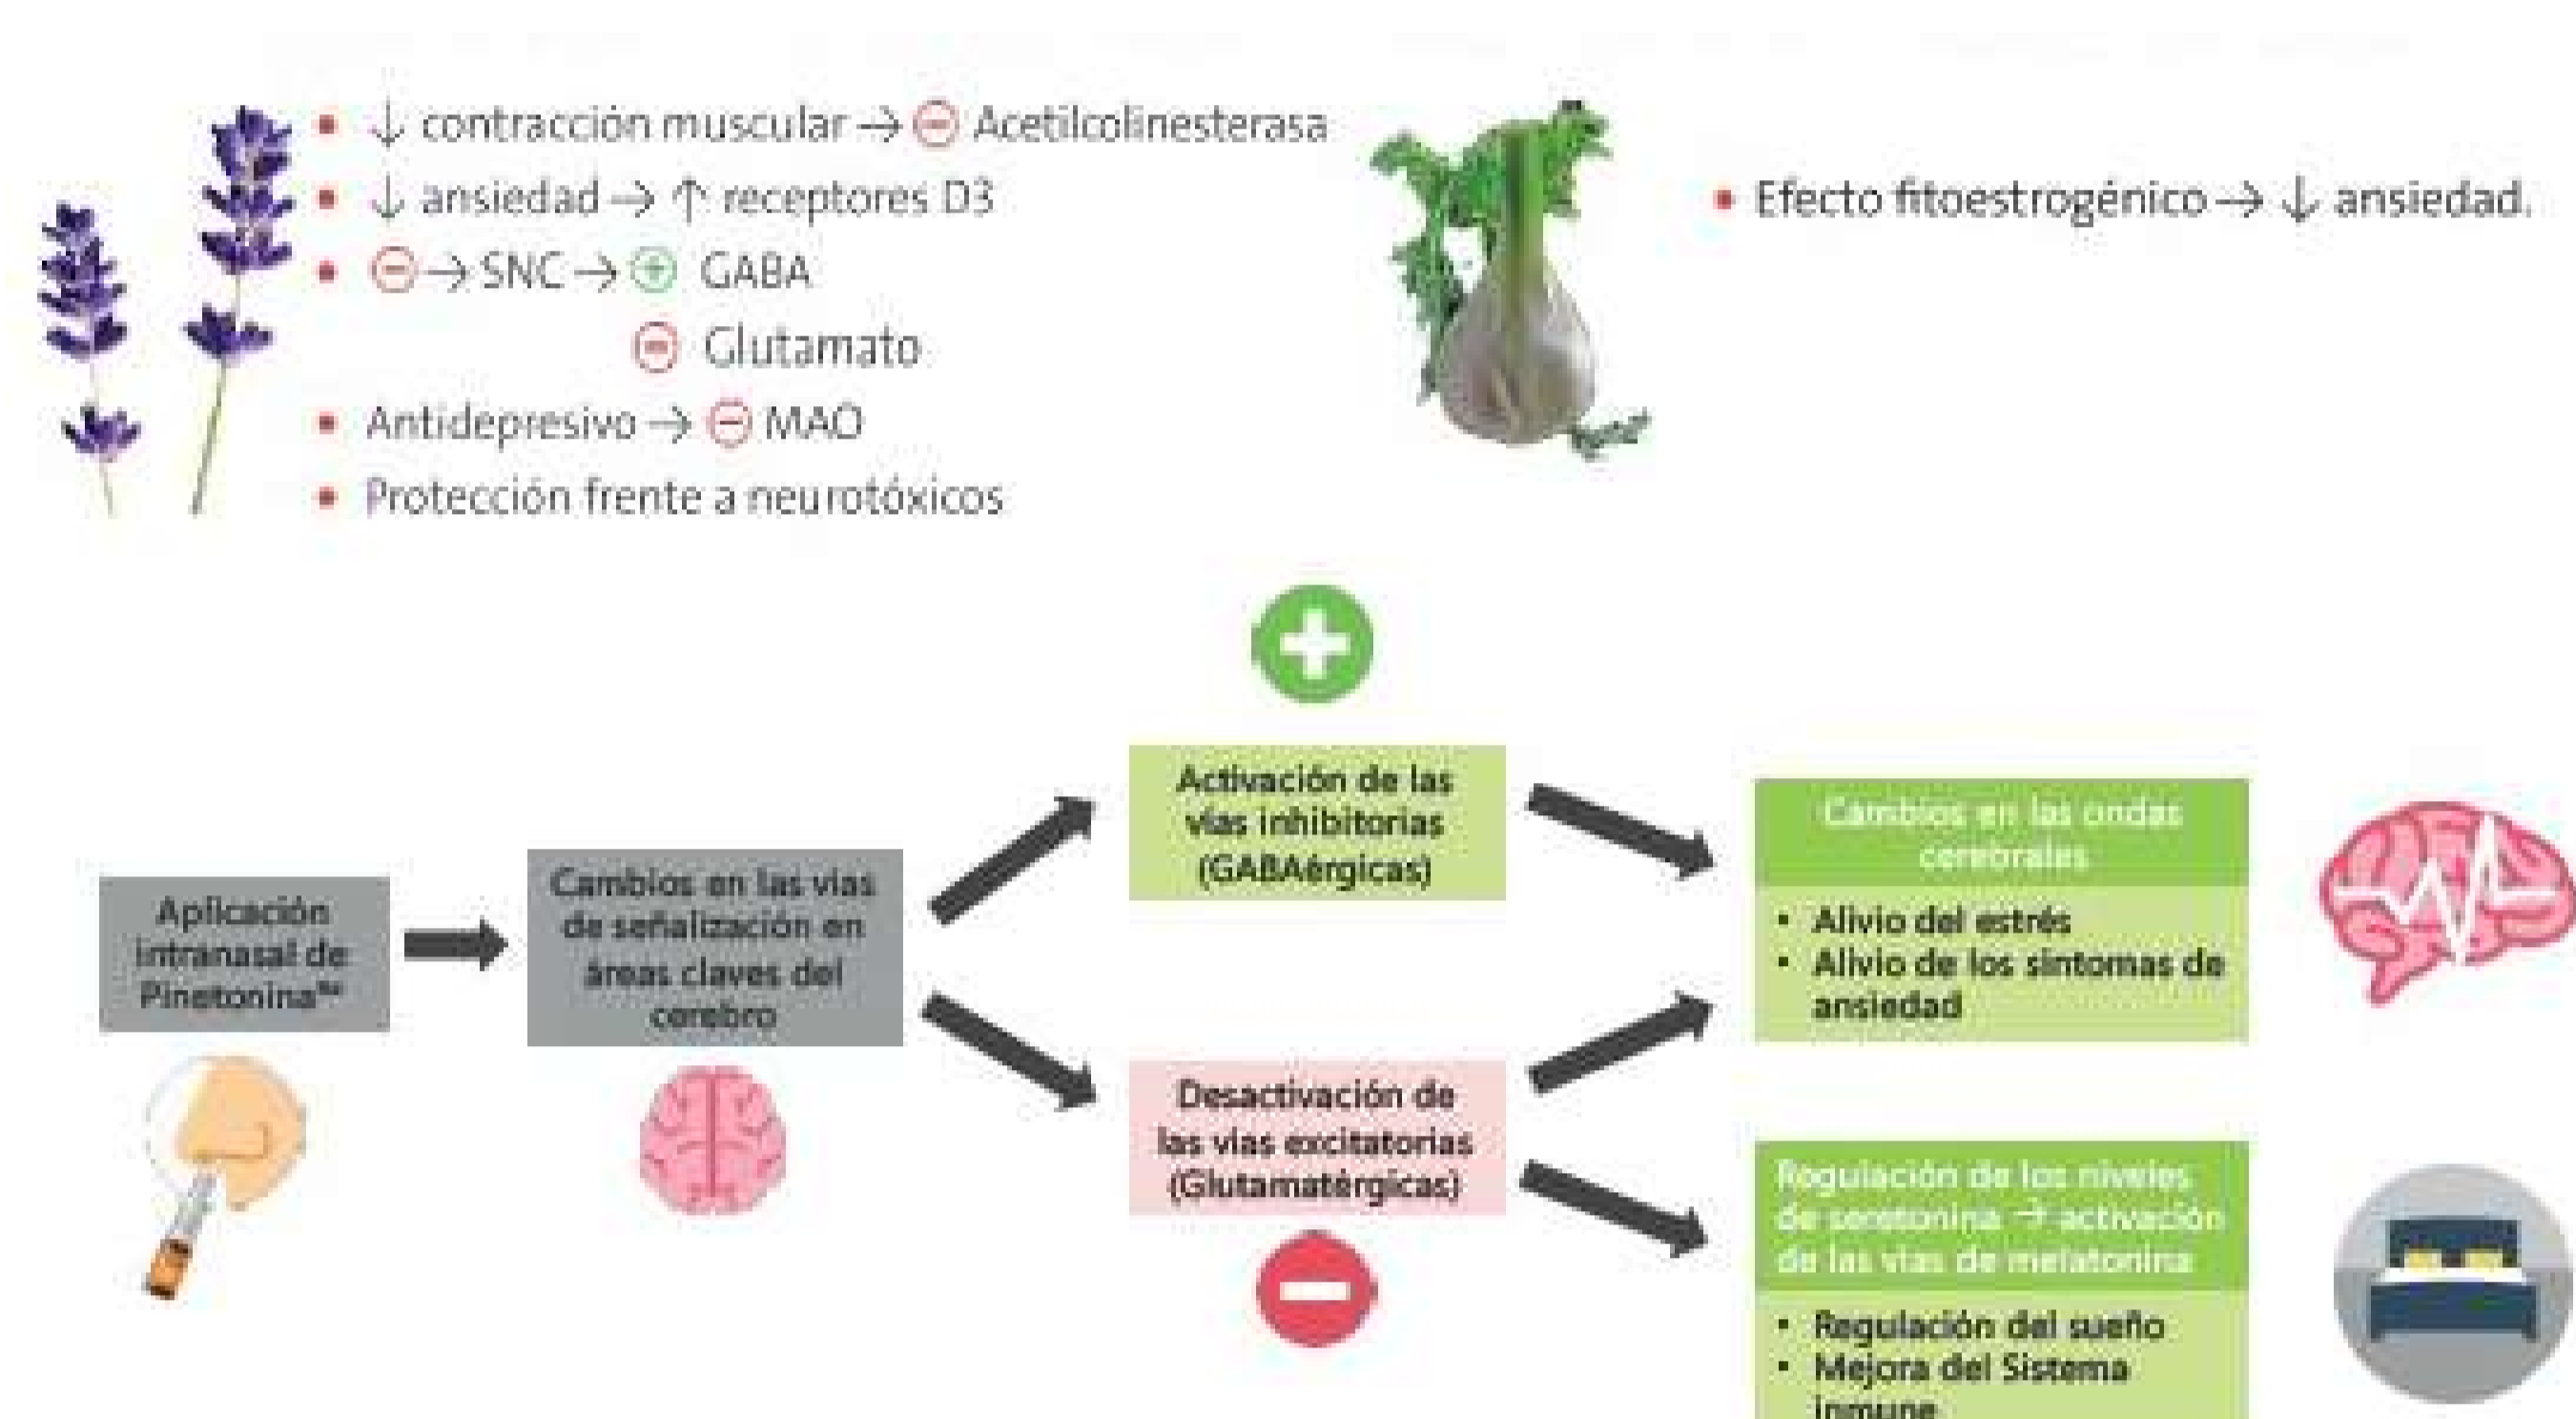 • ↓ contracción muscular → ⊖ Acetilcolinesterasa
• ↓ ansiedad → ↑ receptores D3
• ⊖ → SNC → ⊕ GABA
⊖ Glutamato
• Antidepresivo → ⊖ MAO
• Protección frente a neurotóxicos
• Efecto fitoestrogénico → ↓ ansiedad.
Aplicación
intranasal de
Pinetonina
Cambios en las vías
de señalización en
áreas claves del
cerebro
Activación de las
vías inhibitorias
(GABAérgicas)
Desactivación de
las vías excitatorias
(Glutamatérgicas)
Cambios en las ondas
cerebrales
• Alivio del estrés
• Alivio de los síntomas de
ansiedad
Regulación de los niveles
de seretonina → activación
de las vías de melatonina
• Regulación del sueño
• Mejora del Sistema
inmune